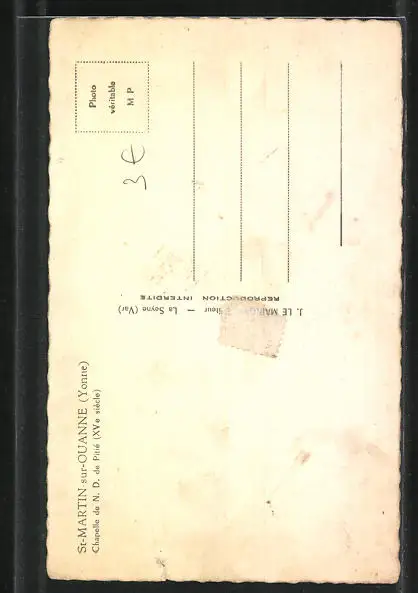 St-MARTIN-sur-OUANNE (Yonne)
Chapelle de N. D. de Pitié (XVe siècle)
J. LE MARIGNY — La Seyne (Var)
REPRODUCTION INTERDITE
Photo
véritable
M P
3 €